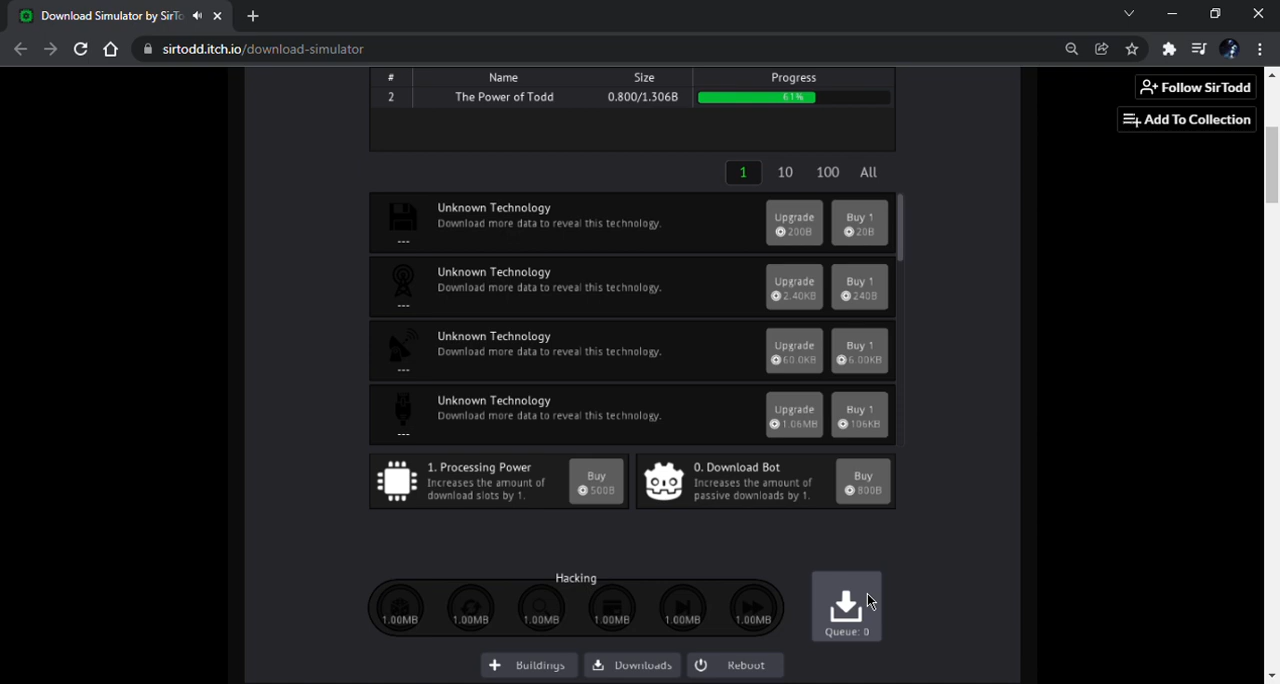 Download Simulator by SirTo
sirtodd.itch.io/download-simulator
Follow SirTodd
Add To Collection
# Name Size Progress
2 The Power of Todd 0.800/1.306B 61%
1 10 100 All
Unknown Technology
Download more data to reveal this technology.
---
Upgrade
200B
Buy 1
20B
Unknown Technology
Download more data to reveal this technology.
---
Upgrade
2.40KB
Buy 1
240B
Unknown Technology
Download more data to reveal this technology.
---
Upgrade
60.0KB
Buy 1
6.00KB
Unknown Technology
Download more data to reveal this technology.
---
Upgrade
1.06MB
Buy 1
106KB
1. Processing Power
Increases the amount of
download slots by 1.
Buy
500B
0. Download Bot
Increases the amount of
passive downloads by 1.
Buy
800B
Hacking
1.00MB 1.00MB 1.00MB 1.00MB 1.00MB 1.00MB
Queue: 0
Buildings Downloads Reboot